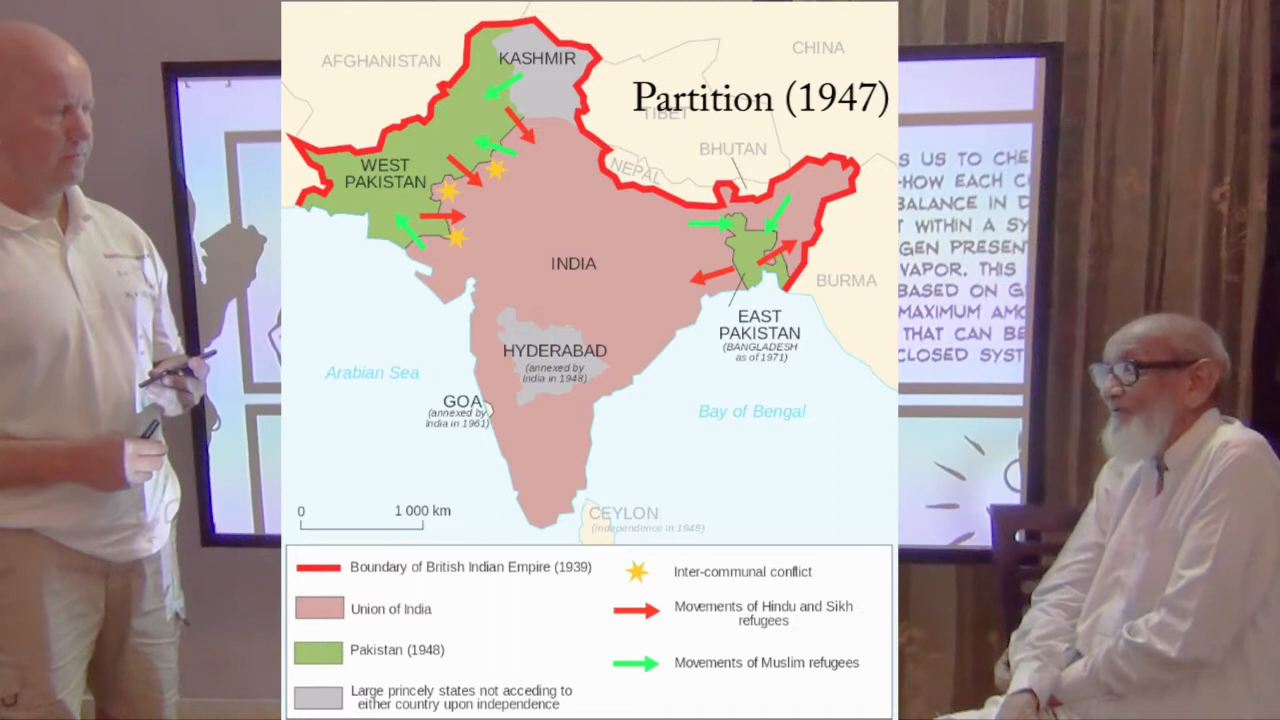 AFGHANISTAN
CHINA
KASHMIR
Partition (1947)
TIBET
BHUTAN
NEPAL
WEST
PAKISTAN
INDIA
BURMA
EAST
PAKISTAN
(BANGLADESH
as of 1971)
HYDERABAD
(annexed by
India in 1948)
Arabian Sea
GOA
(annexed by
India in 1961)
Bay of Bengal
0 1 000 km
CEYLON
(independence in 1948)
Boundary of British Indian Empire (1939)
Union of India
Pakistan (1948)
Large princely states not acceding to
either country upon independence
Inter-communal conflict
Movements of Hindu and Sikh
refugees
Movements of Muslim refugees
S US TO CHE
HOW EACH C
BALANCE IN
T WITHIN A SY
GEN PRESENT
VAPOR. THIS
BASED ON G
MAXIMUM AMO
THAT CAN BE
CLOSED SYST